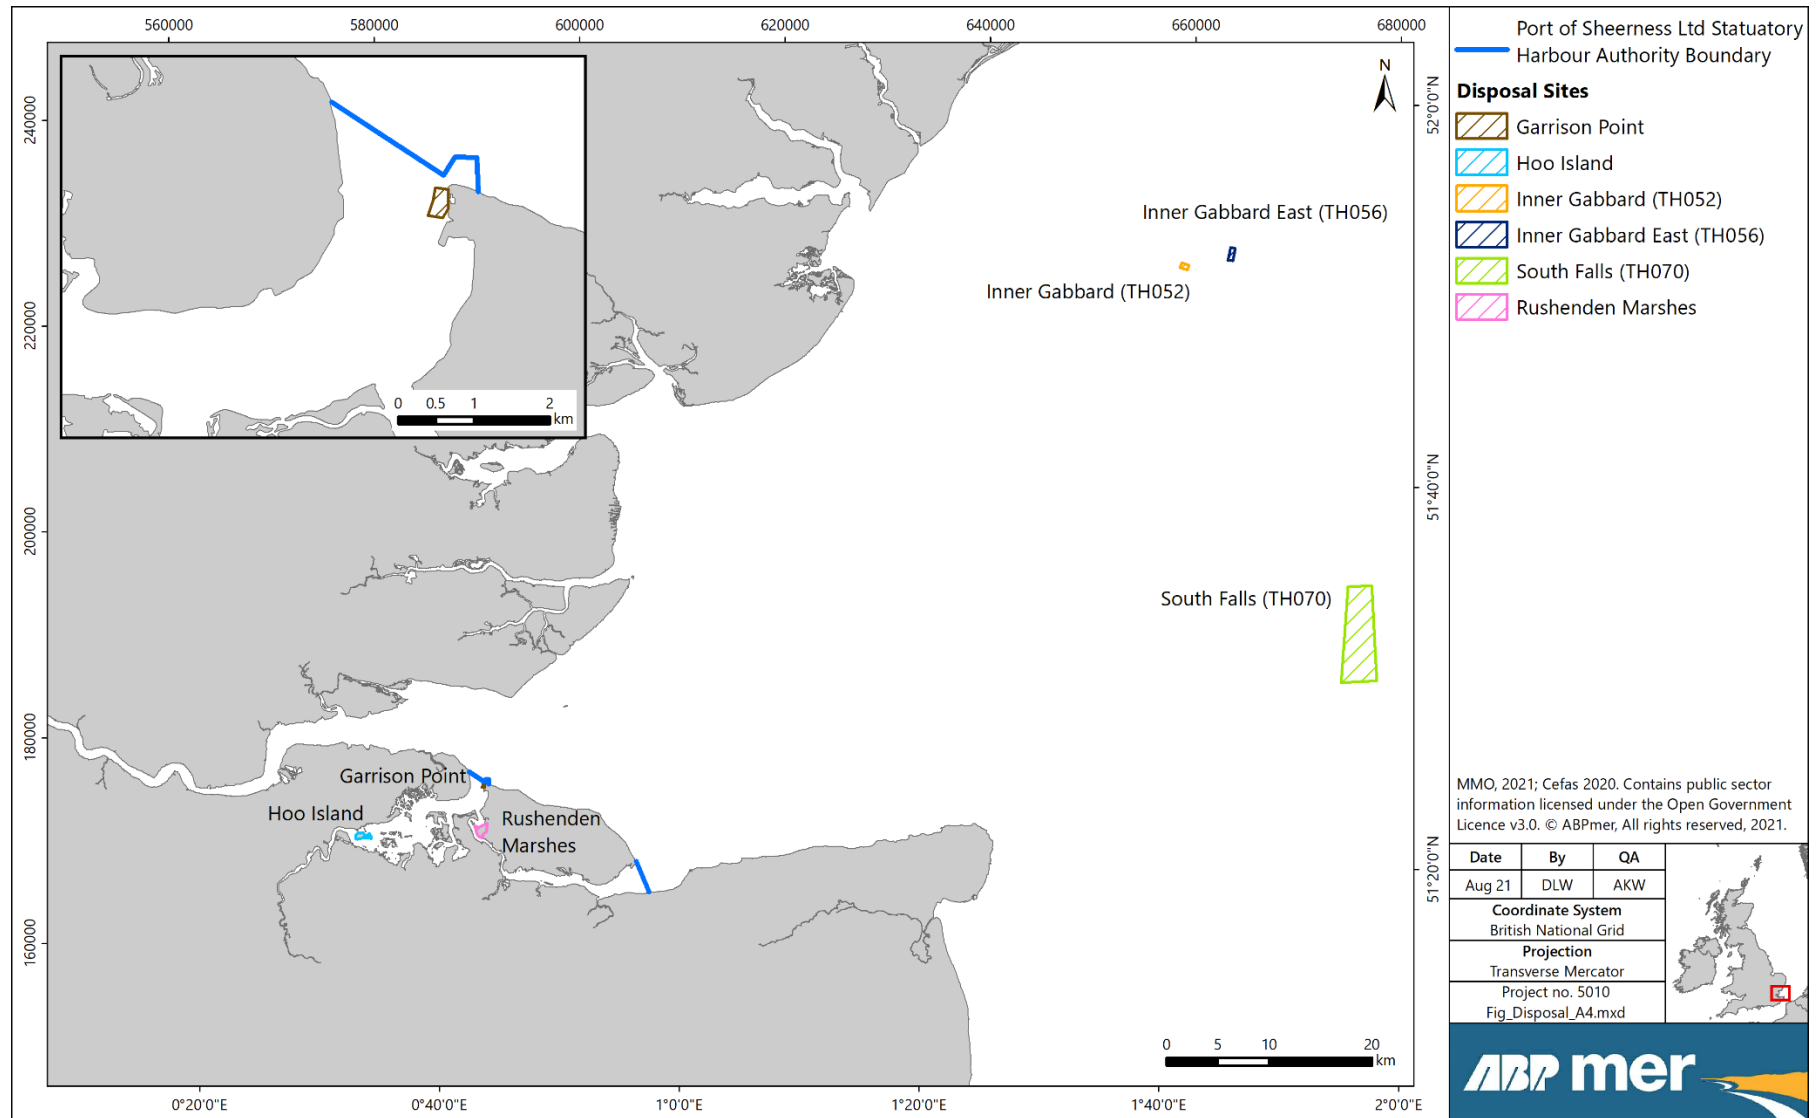 560000
580000
600000
620000
640000
660000
680000
240000
220000
200000
180000
160000
52°0'0"N
51°40'0"N
51°20'0"N
0°20'0"E
0°40'0"E
1°0'0"E
1°20'0"E
1°40'0"E
2°0'0"E
0 0.5 1 2
km
N
Inner Gabbard East (TH056)
Inner Gabbard (TH052)
South Falls (TH070)
Garrison Point
Hoo Island
Rushenden
Marshes
0 5 10 20
km
Port of Sheerness Ltd Statuatory
Harbour Authority Boundary
Disposal Sites
Garrison Point
Hoo Island
Inner Gabbard (TH052)
Inner Gabbard East (TH056)
South Falls (TH070)
Rushenden Marshes
MMO, 2021; Cefas 2020. Contains public sector
information licensed under the Open Government
Licence v3.0. © ABPmer, All rights reserved, 2021.
Date By QA
Aug 21 DLW AKW
Coordinate System
British National Grid
Projection
Transverse Mercator
Project no. 5010
Fig_Disposal_A4.mxd
ABP mer